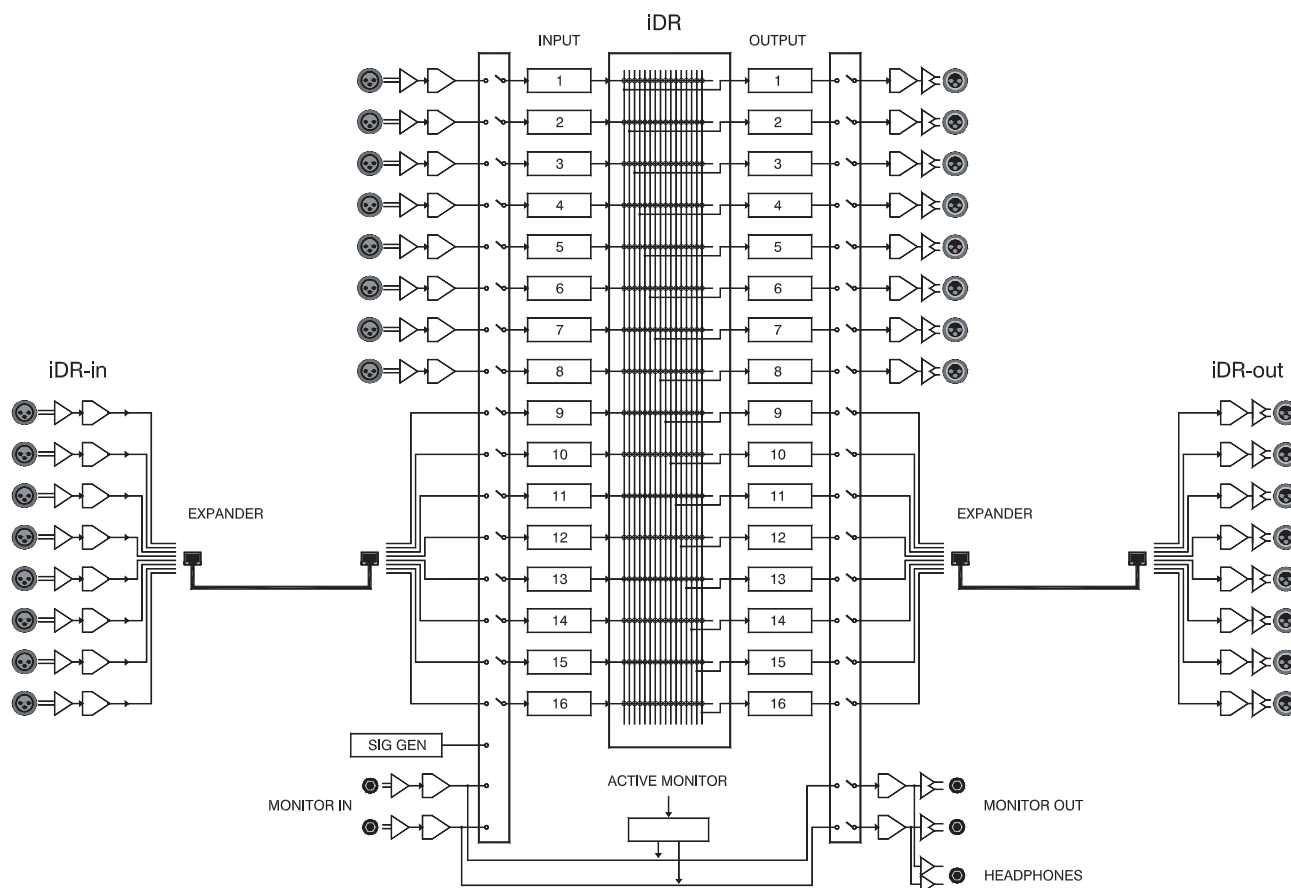 iDR
INPUT
OUTPUT
1
1
2
2
3
3
4
4
5
5
6
6
7
7
8
8
iDR-in
iDR-out
9
9
10
10
11
11
EXPANDER
EXPANDER
12
12
13
13
14
14
15
15
16
16
SIG GEN
ACTIVE MONITOR
MONITOR IN
MONITOR OUT
HEADPHONES